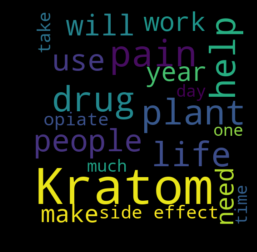 take will work help
pain
use year
day
drug plant
opiate one
people life
much
Kratom need
make side effect time